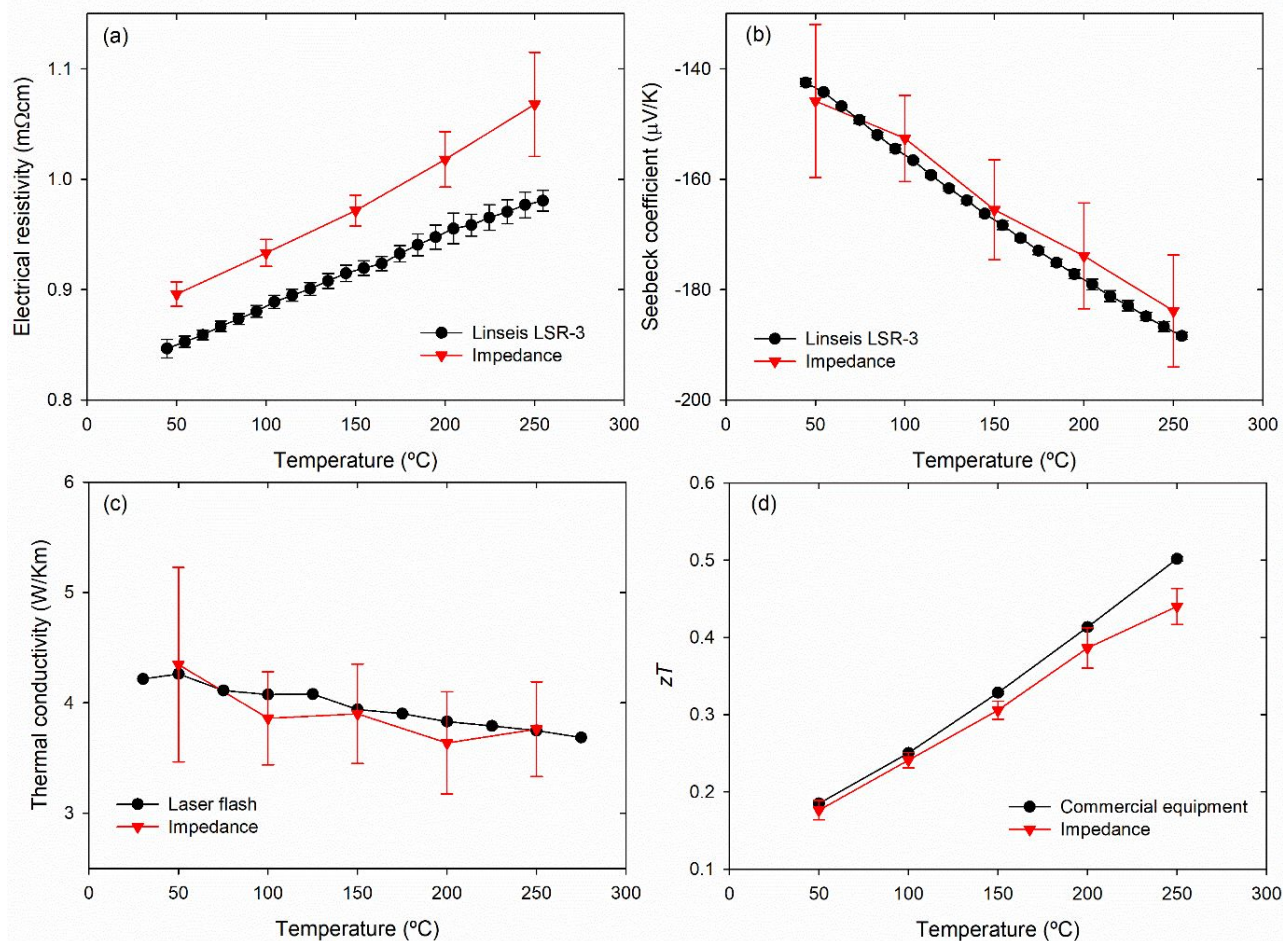 (a)
Electrical resistivity (mΩcm)
1.1
1.0
0.9
0.8
Linseis LSR-3
Impedance
0 50 100 150 200 250 300
Temperature (ºC)
(b)
Seebeck coefficient (μV/K)
-140
-160
-180
-200
Linseis LSR-3
Impedance
0 50 100 150 200 250 300
Temperature (ºC)
(c)
Thermal conductivity (W/Km)
6
5
4
3
Laser flash
Impedance
0 50 100 150 200 250 300
Temperature (ºC)
(d)
zT
0.6
0.5
0.4
0.3
0.2
0.1
Commercial equipment
Impedance
0 50 100 150 200 250 300
Temperature (ºC)